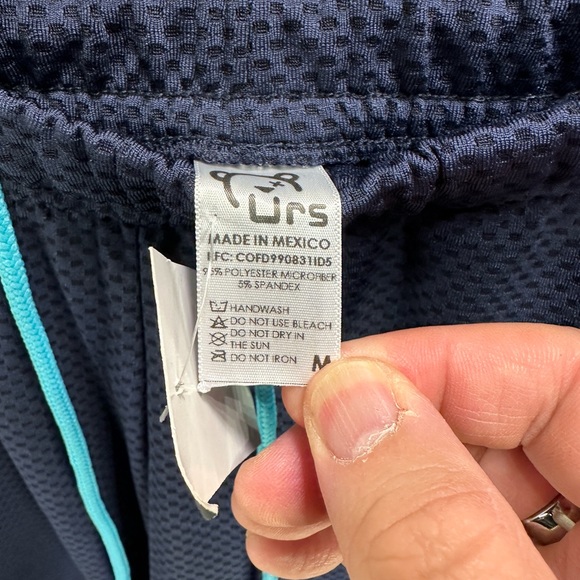 Urs
MADE IN MEXICO
R.FC: COFD990831ID5
95% POLYESTER MICROFIBER
5% SPANDEX
HANDWASH
DO NOT USE BLEACH
DO NOT DRY IN
THE SUN
DO NOT IRON
M